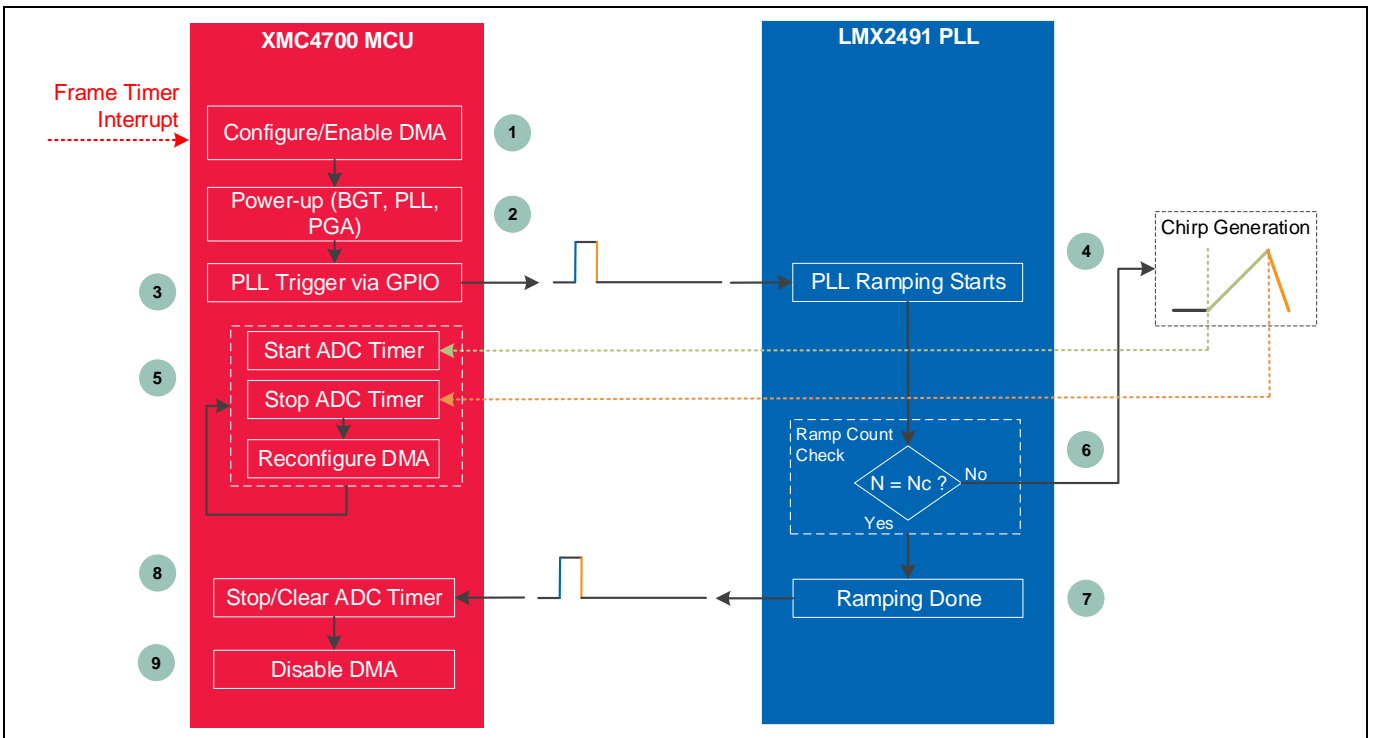 XMC4700 MCU
LMX2491 PLL
Frame Timer
Interrupt
Configure/Enable DMA
1
Power-up (BGT, PLL,
PGA)
2
3
PLL Trigger via GPIO
PLL Ramping Starts
4
Chirp Generation
5
Start ADC Timer
Stop ADC Timer
Reconfigure DMA
Ramp Count
Check
N = Nc ?
No
Yes
6
8
Stop/Clear ADC Timer
Ramping Done
7
9
Disable DMA